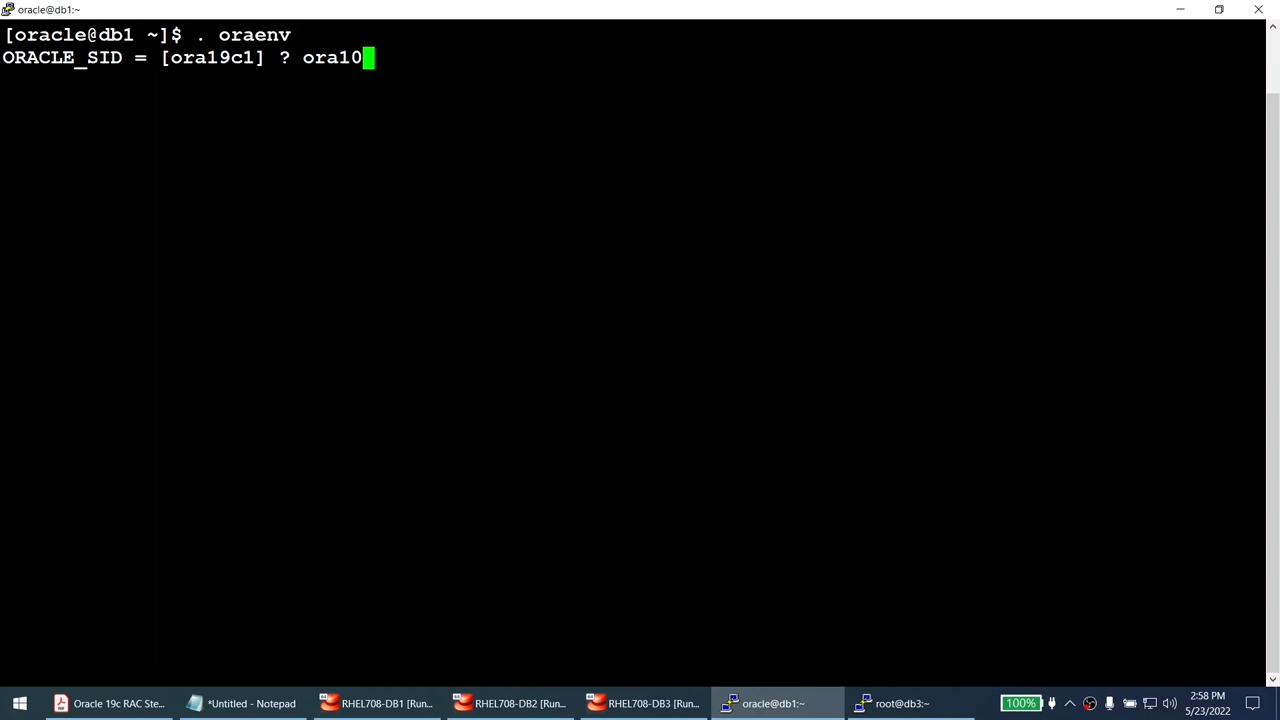 oracle@db1:~
[oracle@db1 ~]$ . oraenv
ORACLE_SID = [ora19c1] ? ora10
Oracle 19c RAC Ste...
*Untitled - Notepad
RHEL708-DB1 [Run...
RHEL708-DB2 [Run...
RHEL708-DB3 [Run...
oracle@db1:~
root@db3:~
100%
2:58 PM
5/23/2022